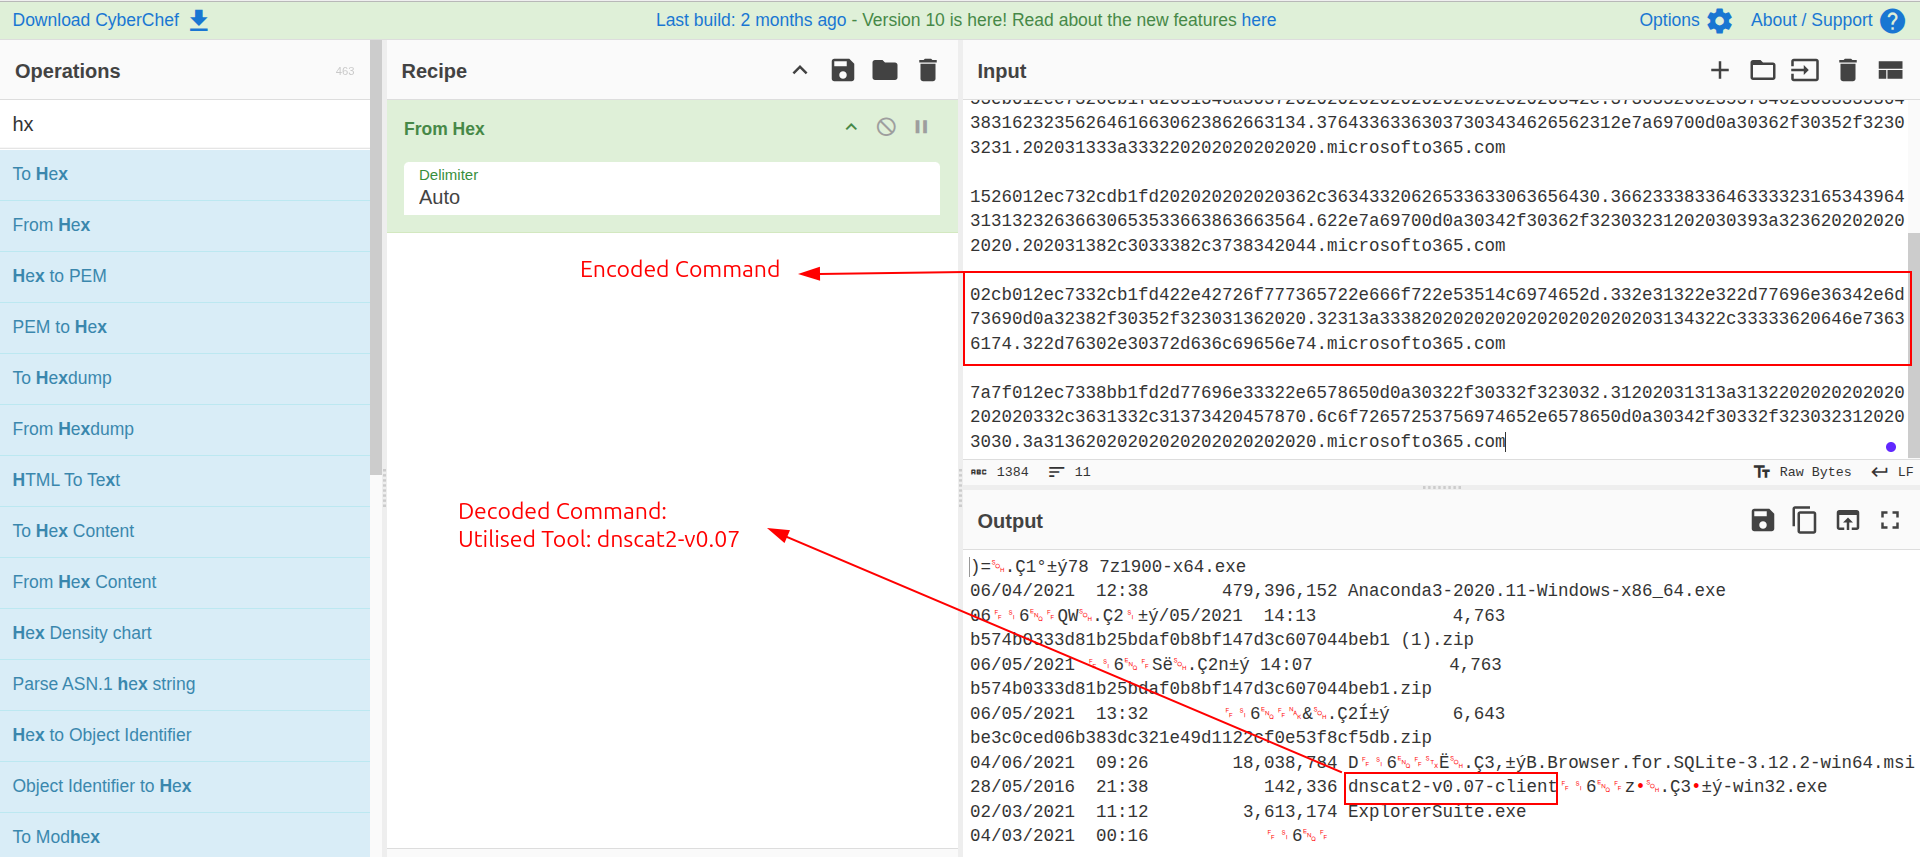 Download CyberChef
Last build: 2 months ago - Version 10 is here! Read about the new features here
Options
About / Support
Operations
463
hx
To Hex
From Hex
Hex to PEM
PEM to Hex
To Hexdump
From Hexdump
HTML To Text
To Hex Content
From Hex Content
Hex Density chart
Parse ASN.1 hex string
Hex to Object Identifier
Object Identifier to Hex
To Modhex
Recipe
From Hex
Delimiter
Auto
Encoded Command
Decoded Command:
Utilised Tool: dnscat2-v0.07
Input
38316232356264616630623862663134.37643363363037303434626562312e7a69700d0a30362f30352f3230
3231.202031333a333220202020202020.microsofto365.com
1526012ec732cdb1fd202020202020362c363433206265336330636564​30.366233383364633332316534396​4
31313232636630653533663863663564.622e7a69700d0a30342f30362f32303231202030393a323620202020
2020.202031382c3033382c3738342044.microsofto365.com
02cb012ec7332cb1fd422e42726f777365722e666f722e53514c6974652d.332e31322e322d77696e36342e6d
73690d0a32382f30352f323031362020.32313a3338202020202020202020203134322c33333620646e7363
6174.322d76302e30372d636c69656e74.microsofto365.com
7a7f012ec7338bb1fd2d77696e33322e6578650d0a30322f30332f323032.31202031313a3132202020202020
202020332c3631332c31373420457870.6c6f72657253756974652e6578650d0a30342f30332f323032312020
3030.3a31362020202020202020202020.microsofto365.com
1384
11
Raw Bytes
LF
Output
)=.Ç1°±ý78 7z1900-x64.exe
06/04/2021 12:38 479,396,152 Anaconda3-2020.11-Windows-x86_64.exe
06 6 QW .Ç2 ±ý/05/2021 14:13 4,763
b574b0333d81b25bdaf0b8bf147d3c607044beb1 (1).zip
06/05/2021 6 Së .Ç2n±ý 14:07 4,763
b574b0333d81b25bdaf0b8bf147d3c607044beb1.zip
06/05/2021 13:32 6 & .Ç2Í±ý 6,643
be3c0ced06b383dc321e49d1122cf0e53f8cf5db.zip
04/06/2021 09:26 18,038,784 D 6 Ë .Ç3,±ýB.Browser.for.SQLite-3.12.2-win64.msi
28/05/2016 21:38 142,336 dnscat2-v0.07-client 6 z• .Ç3•±ý-win32.exe
02/03/2021 11:12 3,613,174 ExplorerSuite.exe
04/03/2021 00:16 6